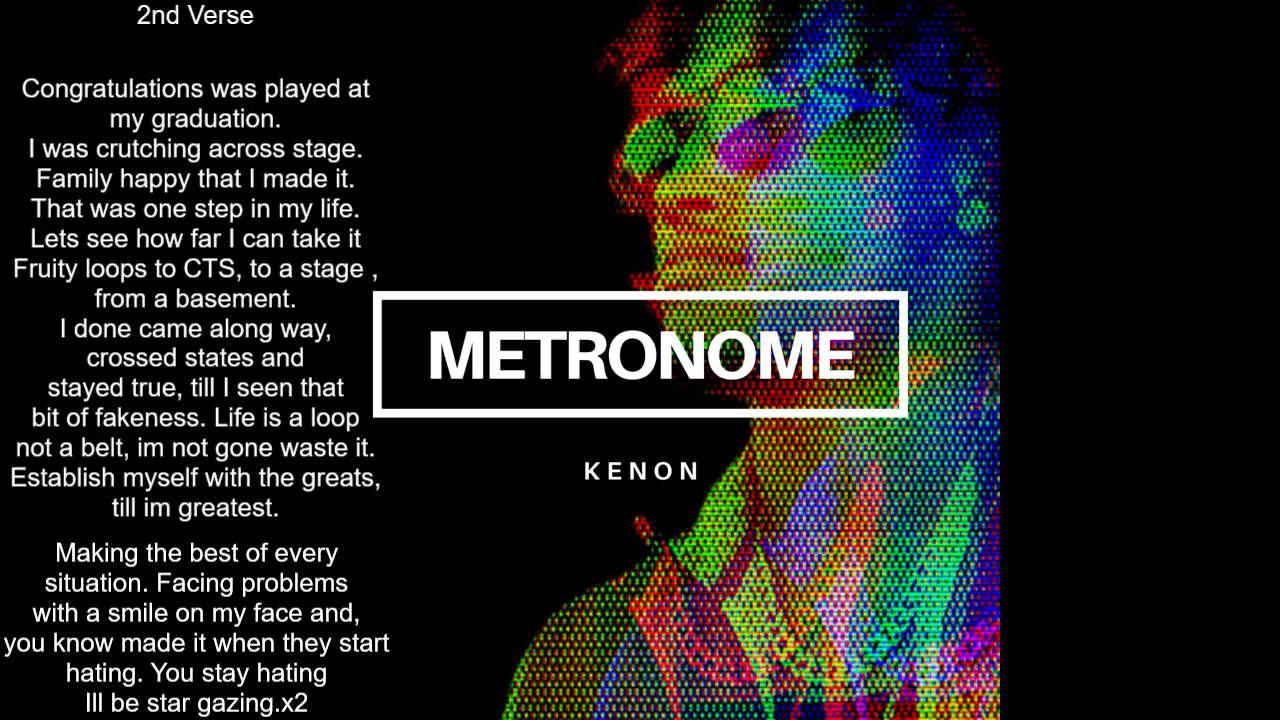 2nd Verse
Congratulations was played at
my graduation.
I was crutching across stage.
Family happy that I made it.
That was one step in my life.
Lets see how far I can take it
Fruity loops to CTS, to a stage ,
from a basement.
I done came along way,
crossed states and
stayed true, till I seen that
bit of fakeness. Life is a loop
not a belt, im not gone waste it.
Establish myself with the greats,
till im greatest.
Making the best of every
situation. Facing problems
with a smile on my face and,
you know made it when they start
hating. You stay hating
Ill be star gazing.x2
METRONOME
KENON